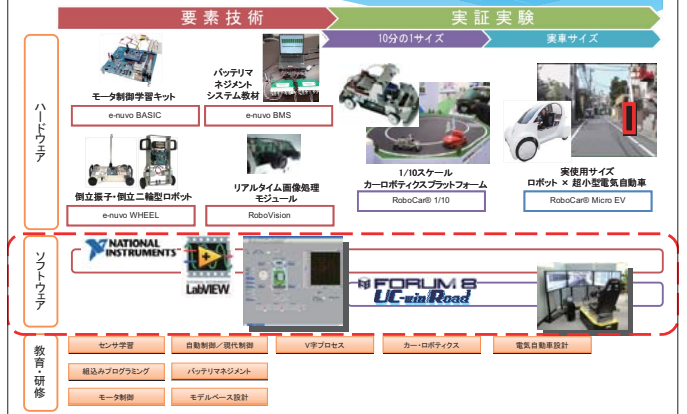 要素技術
実証実験
10分の1サイズ
実車サイズ
ハードウェア
モータ制御学習キット
e-nuvo BASIC
バッテリマ
ネジメント
システム教材
e-nuvo BMS
倒立振子・倒立二輪型ロボット
e-nuvo WHEEL
リアルタイム画像処理
モジュール
RoboVision
1/10スケール
カーロボティクスプラットフォーム
RoboCar® 1/10
実使用サイズ
ロボット × 超小型電気自動車
RoboCar® Micro EV
ソフトウェア
NATIONAL
INSTRUMENTS
LabVIEW
FORUM 8
UC-win/Road
教育・研修
センサ学習
自動制御／現代制御
V字プロセス
カー・ロボティクス
電気自動車設計
組込みプログラミング
バッテリマネジメント
モータ制御
モデルベース設計